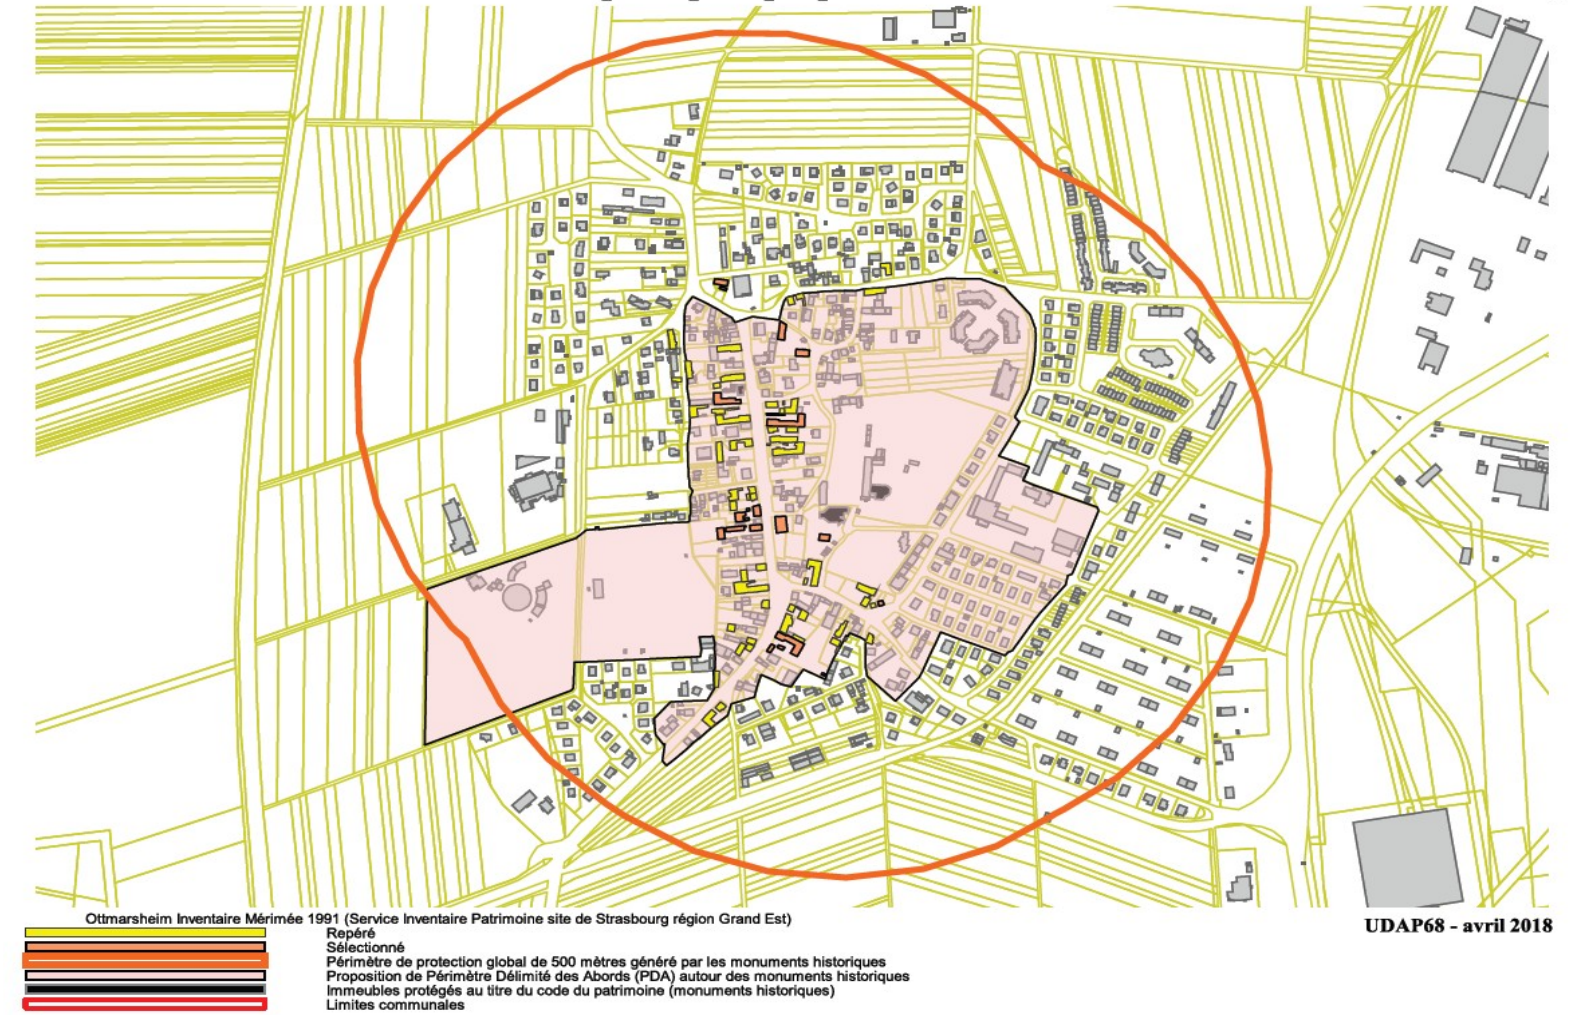 Ottmarsheim Inventaire Mérimée 1991 (Service Inventaire Patrimoine site de Strasbourg région Grand Est)
Repéré
Sélectionné
Périmètre de protection global de 500 mètres généré par les monuments historiques
Proposition de Périmètre Délimité des Abords (PDA) autour des monuments historiques
Immeubles protégés au titre du code du patrimoine (monuments historiques)
Limites communales
UDAP68 - avril 2018